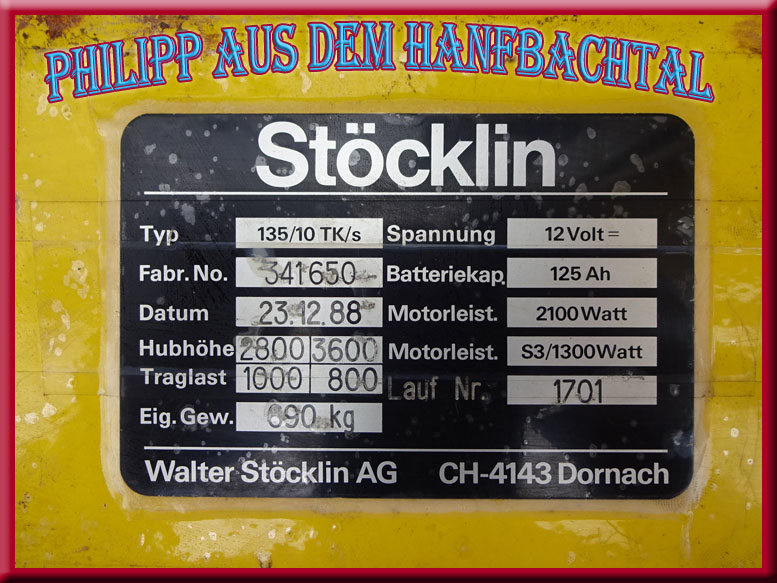 PHILIPP AUS DEM HANFBACHTAL
Stöcklin
Typ 135/10 TK/s Spannung 12 Volt =
Fabr. No. 341650 Batteriekap. 125 Ah
Datum 23.12.88 Motorleist. 2100 Watt
Hubhöhe 2800 3600 Motorleist. S3/1300 Watt
Traglast 1000 800 Lauf Nr. 1701
Eig. Gew. 690 kg
Walter Stöcklin AG CH-4143 Dornach